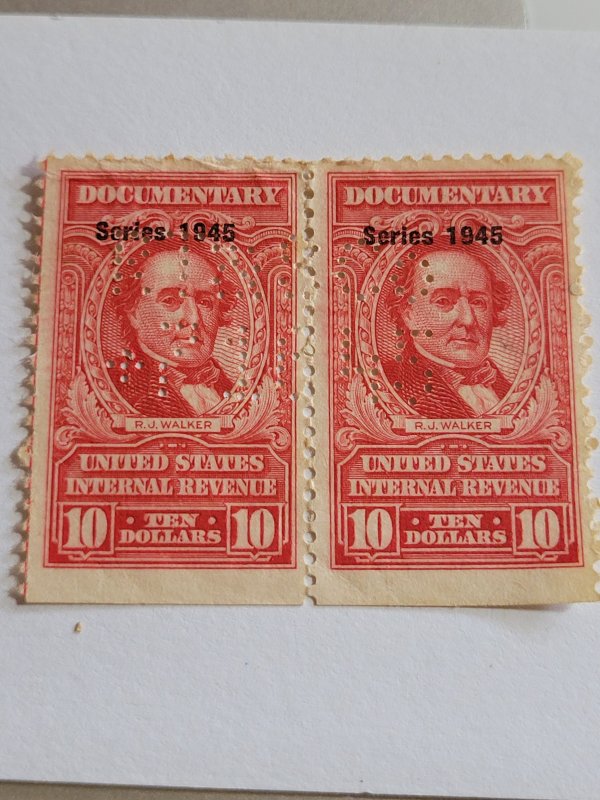 DOCUMENTARY
Series 1945
R. J. WALKER
UNITED STATES
INTERNAL REVENUE
10 TEN DOLLARS 10
DOCUMENTARY
Series 1945
R. J. WALKER
UNITED STATES
INTERNAL REVENUE
10 TEN DOLLARS 10